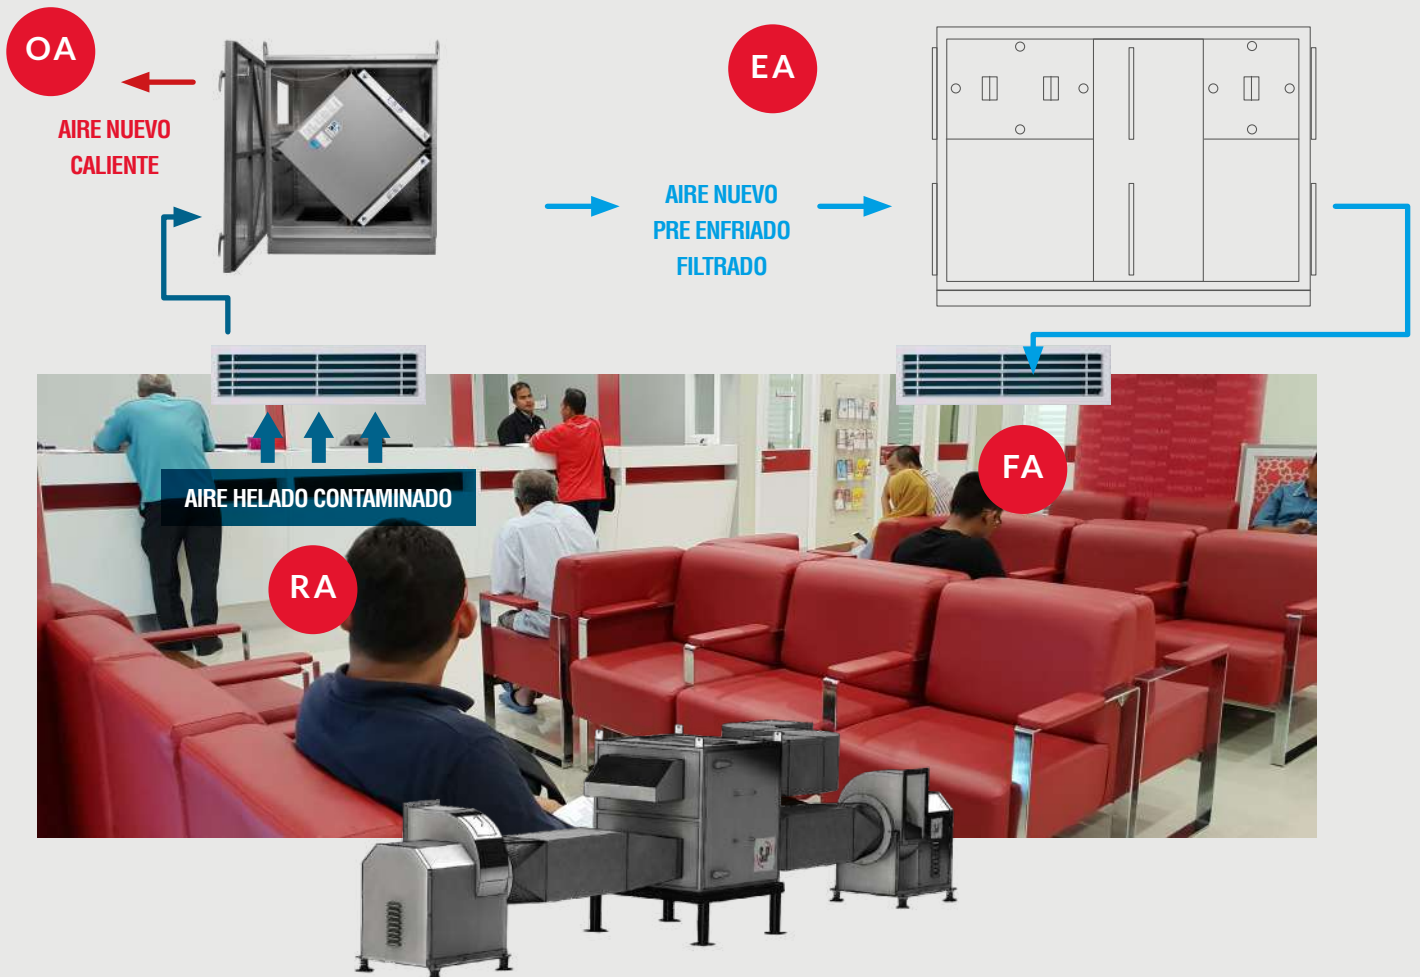 OA
AIRE NUEVO
CALIENTE
EA
AIRE NUEVO
PRE ENFRIADO
FILTRADO
AIRE HELADO CONTAMINADO
RA
FA